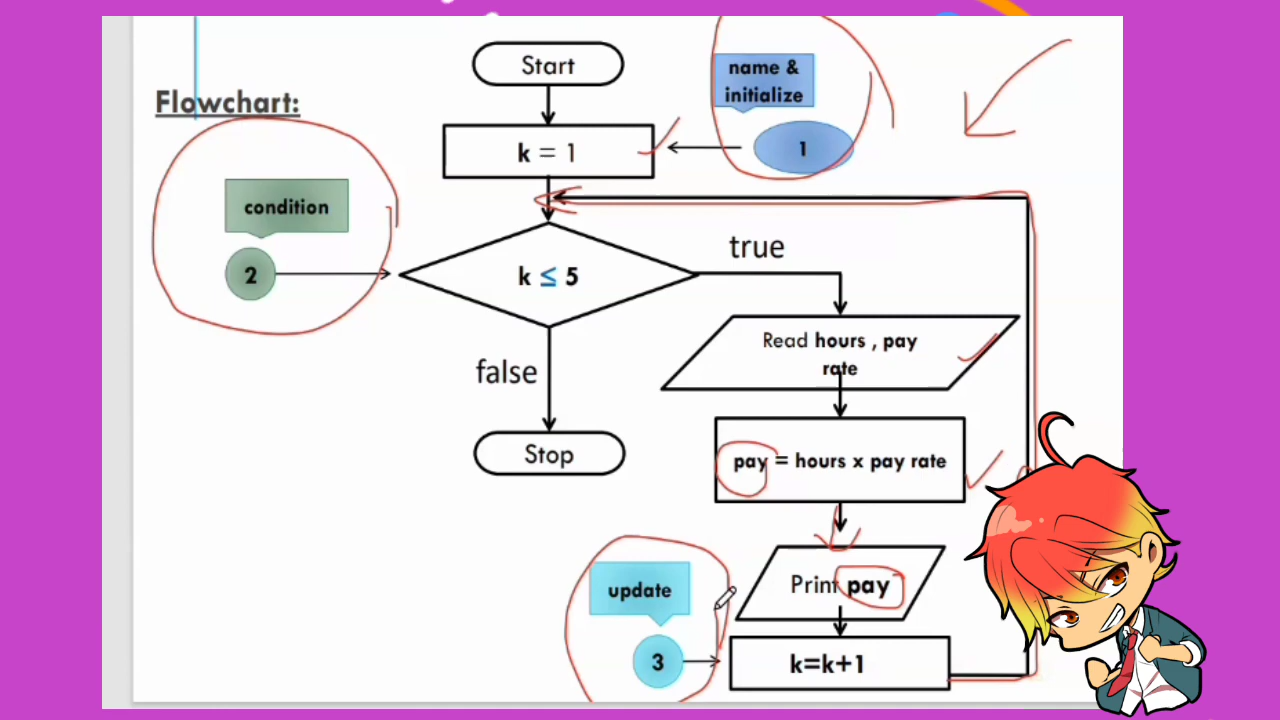 Start
name &
initialize
Flowchart:
k = 1
1
condition
2
k ≤ 5
true
Read hours , pay
rate
false
Stop
pay = hours x pay rate
Print pay
update
3
k=k+1